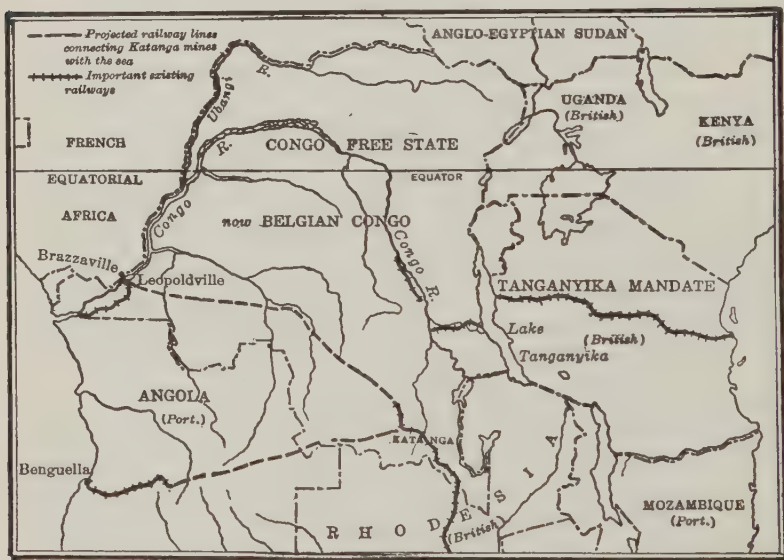 Projected railway lines
connecting Katanga mines
with the sea
Important existing
railways
ANGLO-EGYPTIAN SUDAN
Ubangi R.
UGANDA
(British)
KENYA
(British)
FRENCH
EQUATORIAL
AFRICA
R.
CONGO FREE STATE
EQUATOR
Congo
now BELGIAN CONGO
Congo R.
Brazzaville
Leopoldville
TANGANYIKA MANDATE
(British)
Lake
Tanganyika
ANGOLA
(Port.)
KATANGA
Benguella
RHODESIA
(British)
MOZAMBIQUE
(Port.)